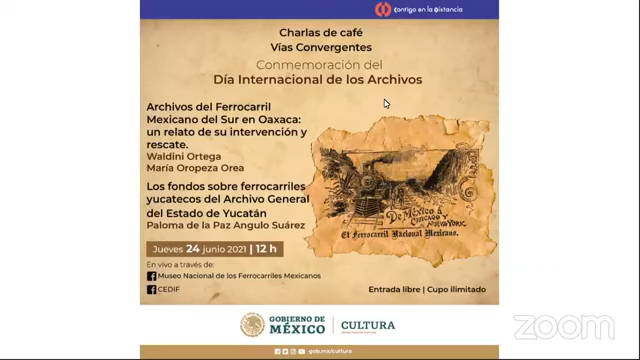 Contigo en la Distancia
Charlas de café
Vías Convergentes
Conmemoración del
Día Internacional de los Archivos
Archivos del Ferrocarril
Mexicano del Sur en Oaxaca:
un relato de su intervención y
rescate.
Waldini Ortega
María Oropeza Orea
Los fondos sobre ferrocarriles
yucatecos del Archivo General
del Estado de Yucatán
Paloma de la Paz Angulo Suárez
De México á
Chicago y
Nueva York.
El Ferrocarril Nacional Mexicano.
Jueves 24 junio 2021 | 12 h
En vivo a través de:
Museo Nacional de los Ferrocarriles Mexicanos
CEDIF
Entrada libre | Cupo ilimitado
GOBIERNO DE
MÉXICO
CULTURA
gob.mx/cultura
zoom